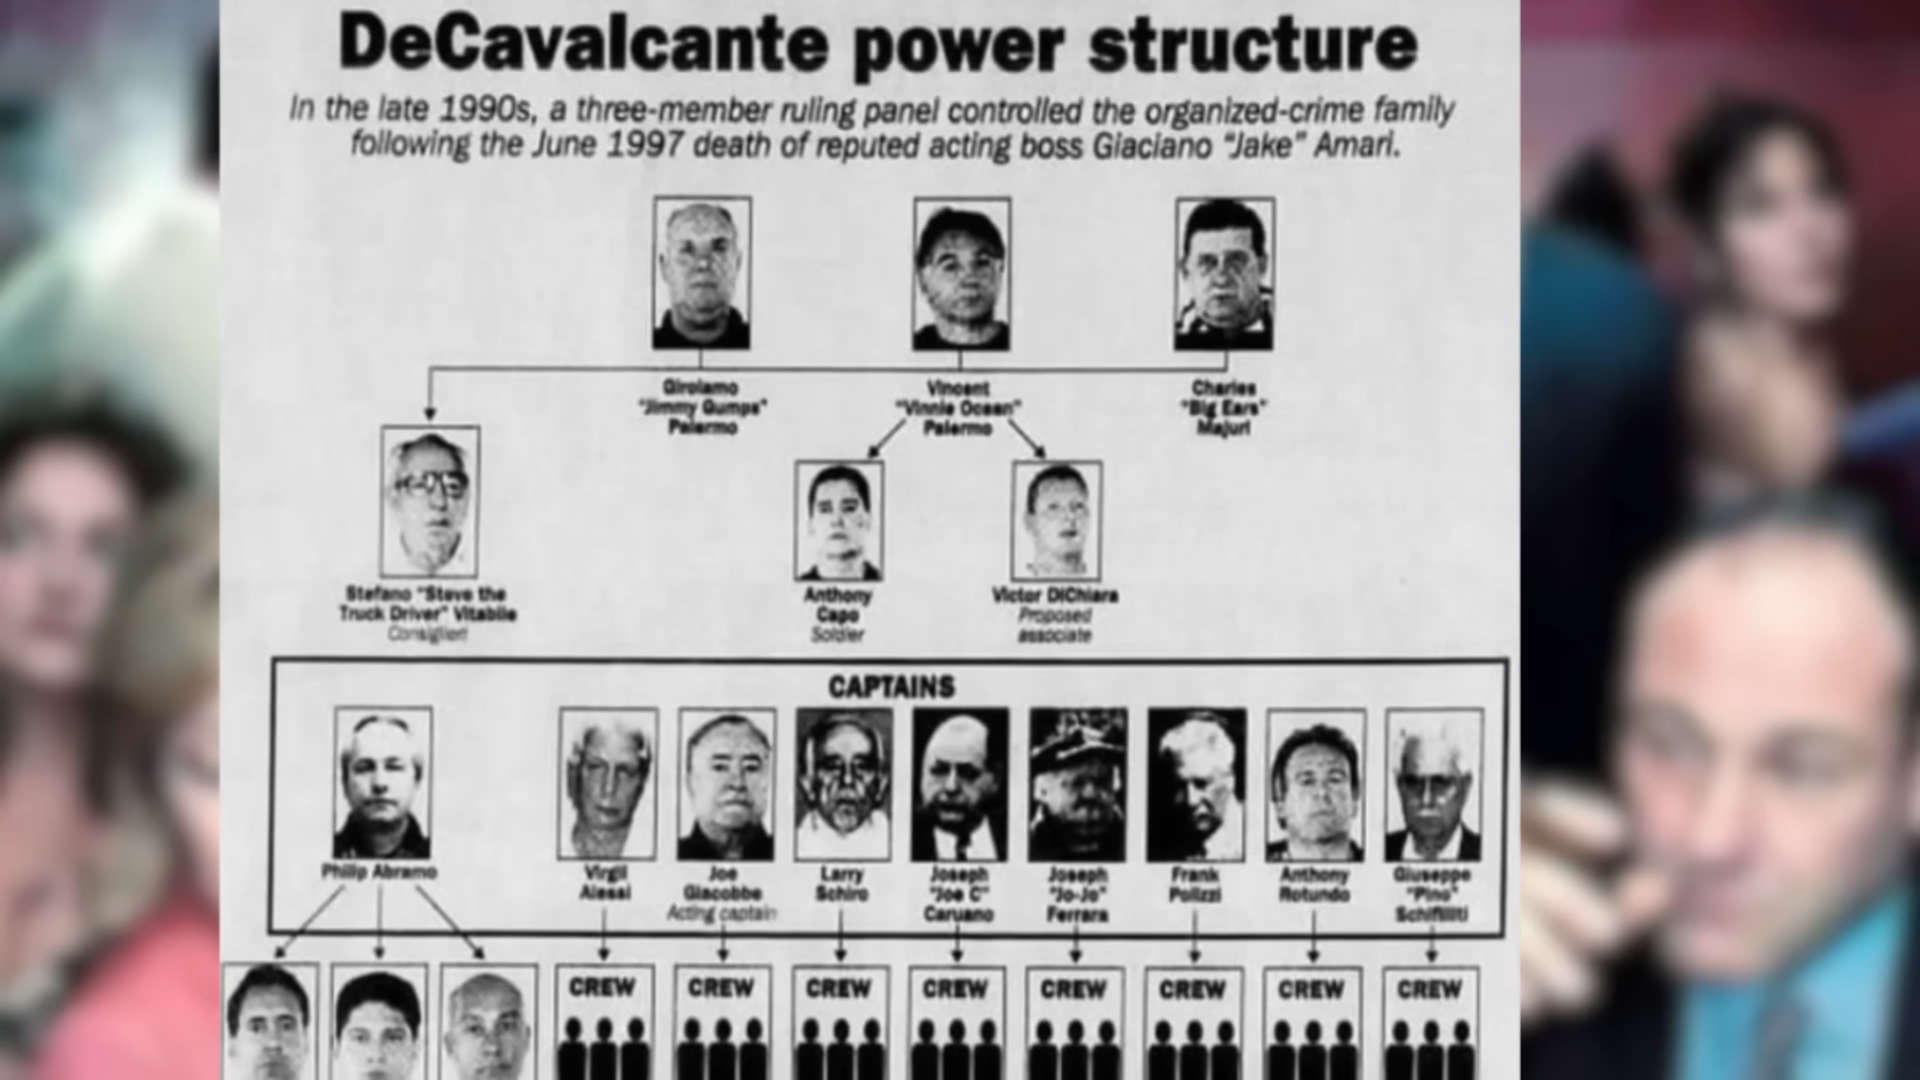 DeCavalcante power structure
In the late 1990s, a three-member ruling panel controlled the organized-crime family
following the June 1997 death of reputed acting boss Giaciano "Jake" Amari.
Girolamo
"Jimmy Gumps"
Palermo
Vincent
"Vinnie Ocean"
Palermo
Charles
"Big Ears"
Majuri
Stefano "Steve the
Truck Driver" Vitabile
Consiglieri
Anthony
Capo
Soldier
Victor DiChiara
Proposed
associate
CAPTAINS
Philip Abramo
Virgil
Alessi
Joe
Giacobbe
Acting captain
Larry
Schiro
Joseph
"Joe C"
Caruano
Joseph
"Jo-Jo"
Ferrara
Frank
Polizzi
Anthony
Rotundo
Giuseppe
"Pino"
Schifilliti
CREW
CREW
CREW
CREW
CREW
CREW
CREW
CREW